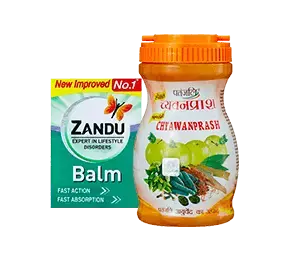 New Improved No.1
ZANDU
EXPERT IN LIFESTYLE
DISORDERS
Balm
FAST ACTION
FAST ABSORPTION
पतंजलि
च्यवनप्राश
CHYAWANPRASH